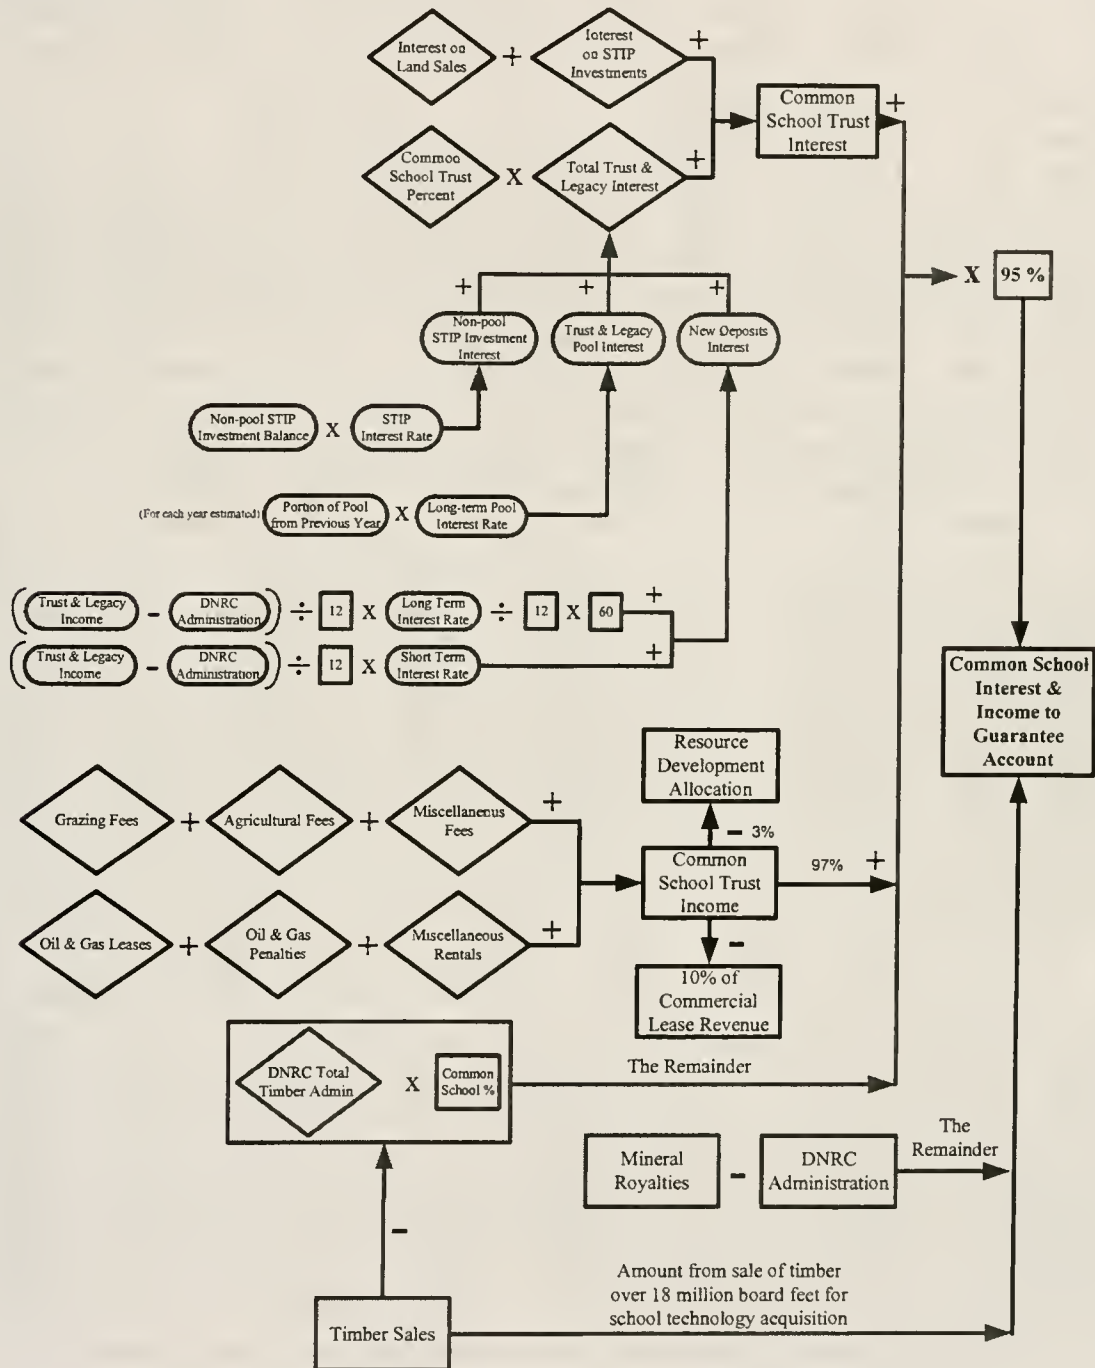 Interest on
Land Sales
+
Interest
on STIP
Investments
+
Common
School Trust
Interest
+
Common
School Trust
Percent
X
Total Trust &
Legacy Interest
+
X
95 %
+
+
+
Non-pool
STIP Investment
Interest
Trust & Legacy
Pool Interest
New Deposits
Interest
Non-pool STIP
Investment Balance
X
STIP
Interest Rate
(For each year estimated)
Portion of Pool
from Previous Year
X
Long-term Pool
Interest Rate
(
Trust & Legacy
Income
-
DNRC
Administration
)
÷
12
X
Long Term
Interest Rate
÷
12
X
60
+
(
Trust & Legacy
Income
-
DNRC
Administration
)
÷
12
X
Short Term
Interest Rate
+
Common School
Interest &
Income to
Guarantee
Account
Resource
Development
Allocation
- 3%
Grazing Fees
+
Agricultural Fees
+
Miscellaneous
Fees
+
Common
School Trust
Income
97%
+
Oil & Gas Leases
+
Oil & Gas
Penalties
+
Miscellaneous
Rentals
+
-
10% of
Commercial
Lease Revenue
DNRC Total
Timber Admin
X
Common
School %
The Remainder
Mineral
Royalties
-
DNRC
Administration
The
Remainder
-
Timber Sales
Amount from sale of timber
over 18 million board feet for
school technology acquisition